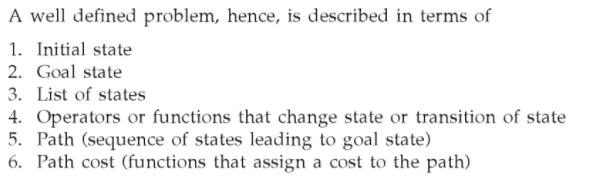 A well defined problem, hence, is described in terms of
1. Initial state
2. Goal state
3. List of states
4. Operators or functions that change state or transition of state
5. Path (sequence of states leading to goal state)
6. Path cost (functions that assign a cost to the path)